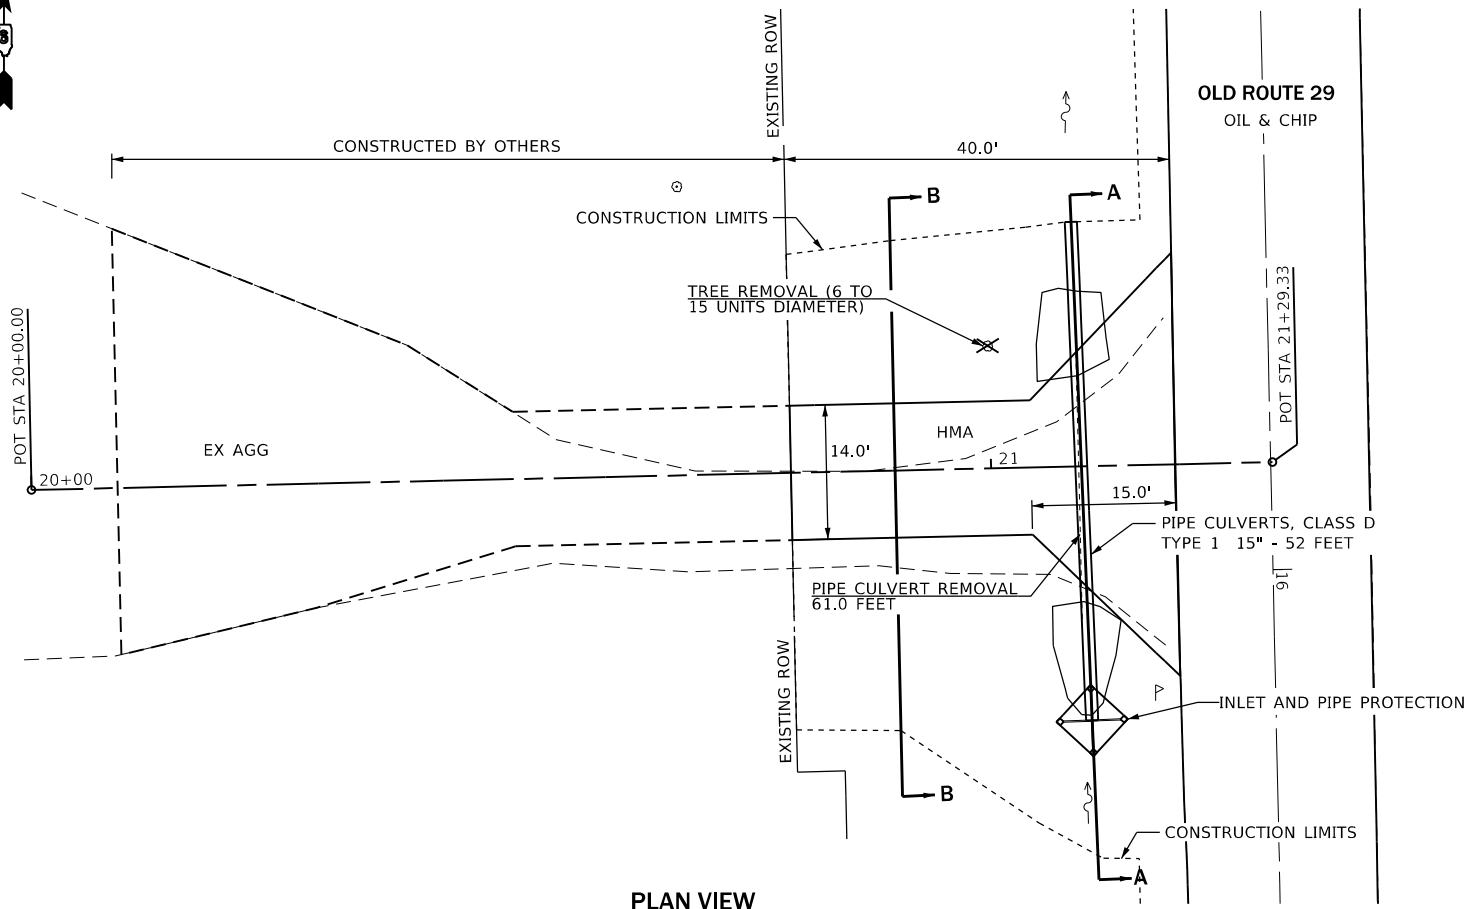 EXISTING ROW
OLD ROUTE 29
OIL & CHIP
CONSTRUCTED BY OTHERS
40.0'
B
A
CONSTRUCTION LIMITS
TREE REMOVAL (6 TO
15 UNITS DIAMETER)
POT STA 20+00.00
POT STA 21+29.33
EX AGG
HMA
14.0'
21
20+00
15.0'
PIPE CULVERTS, CLASS D
TYPE 1 15" - 52 FEET
16
PIPE CULVERT REMOVAL
61.0 FEET
EXISTING ROW
P
INLET AND PIPE PROTECTION
B
CONSTRUCTION LIMITS
A
PLAN VIEW